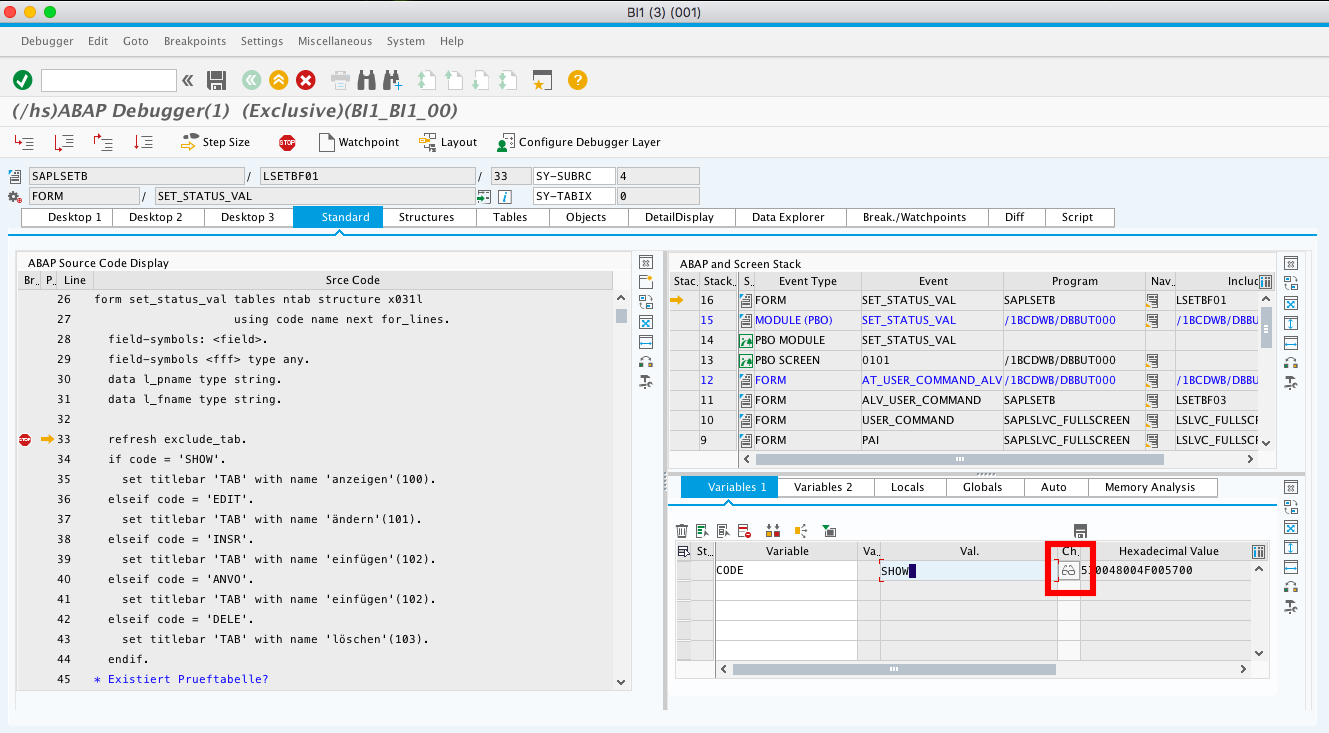 BI1 (3) (001)
Debugger Edit Goto Breakpoints Settings Miscellaneous System Help
(/hs)ABAP Debugger(1) (Exclusive)(BI1_BI1_00)
STOP
Step Size Watchpoint Layout Configure Debugger Layer
SAPLSETB / LSETBF01 / 33 SY-SUBRC 4
FORM / SET_STATUS_VAL SY-TABIX 0
Desktop 1 Desktop 2 Desktop 3 Standard Structures Tables Objects DetailDisplay Data Explorer Break./Watchpoints Diff Script
ABAP Source Code Display
Br.. P.. Line Srce Code
26 form set_status_val tables ntab structure x031l
27 using code name next for_lines.
28 field-symbols: <field>.
29 field-symbols <fff> type any.
30 data l_pname type string.
31 data l_fname type string.
32
STOP 33 refresh exclude_tab.
34 if code = 'SHOW'.
35 set titlebar 'TAB' with name 'anzeigen'(100).
36 elseif code = 'EDIT'.
37 set titlebar 'TAB' with name 'ändern'(101).
38 elseif code = 'INSR'.
39 set titlebar 'TAB' with name 'einfügen'(102).
40 elseif code = 'ANVO'.
41 set titlebar 'TAB' with name 'einfügen'(102).
42 elseif code = 'DELE'.
43 set titlebar 'TAB' with name 'löschen'(103).
44 endif.
45 * Existiert Prueftabelle?
ABAP and Screen Stack
Stac.. Stack.. S.. Event Type Event Program Nav.. Includ
16 FORM SET_STATUS_VAL SAPLSETB LSETBF01
15 MODULE (PBO) SET_STATUS_VAL /1BCDWB/DBBUT000 /1BCDWB/DBBU
14 PBO MODULE SET_STATUS_VAL
13 PBO SCREEN 0101 /1BCDWB/DBBUT000
12 FORM AT_USER_COMMAND_ALV /1BCDWB/DBBUT000 /1BCDWB/DBBU
11 FORM ALV_USER_COMMAND SAPLSETB LSETBF03
10 FORM USER_COMMAND SAPLSLVC_FULLSCREEN LSLVC_FULLSCF
9 FORM PAI SAPLSLVC_FULLSCREEN LSLVC_FULLSCF
Variables 1 Variables 2 Locals Globals Auto Memory Analysis
St.. Variable Va.. Val. Ch. Hexadecimal Value
CODE SHOW 530048004F005700